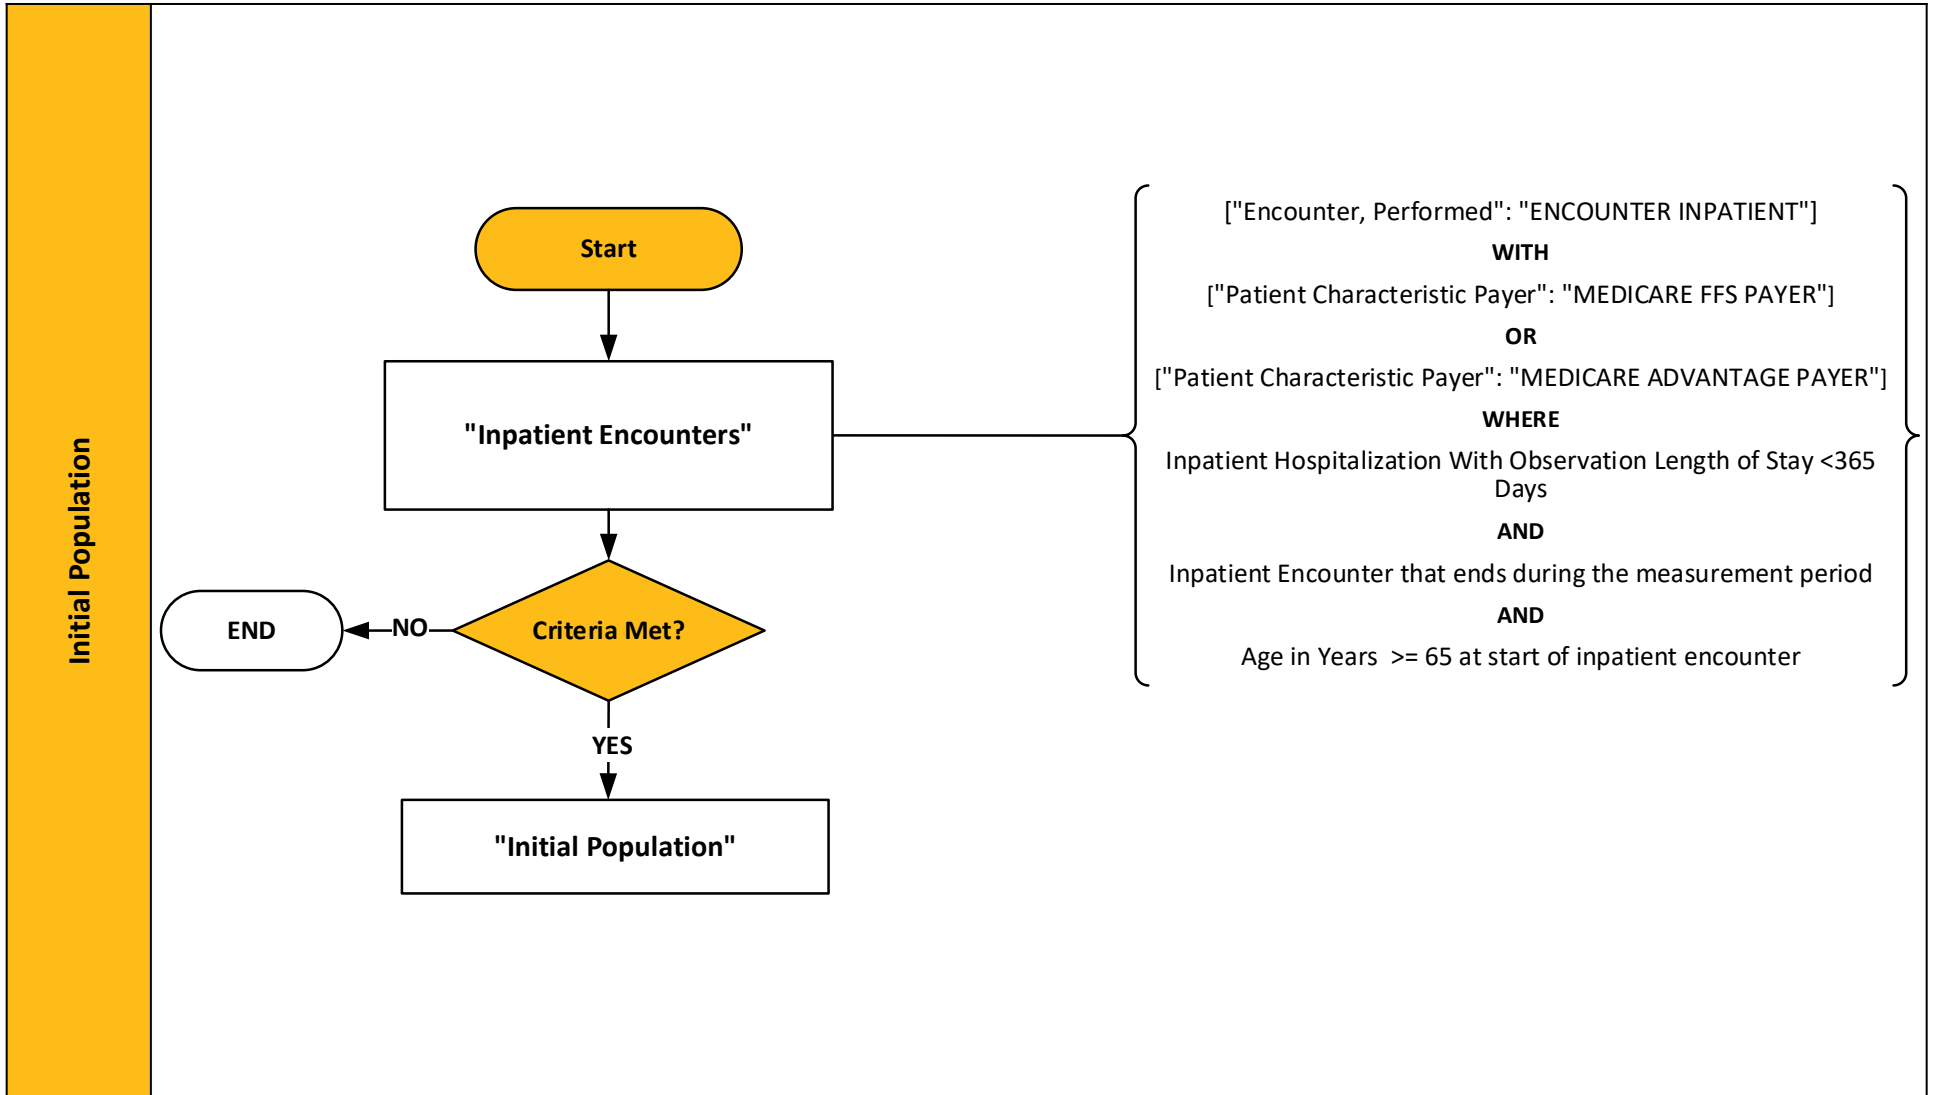 Initial Population
Start
"Inpatient Encounters"
Criteria Met?
NO
END
YES
"Initial Population"
["Encounter, Performed": "ENCOUNTER INPATIENT"]
WITH
["Patient Characteristic Payer": "MEDICARE FFS PAYER"]
OR
["Patient Characteristic Payer": "MEDICARE ADVANTAGE PAYER"]
WHERE
Inpatient Hospitalization With Observation Length of Stay <365
Days
AND
Inpatient Encounter that ends during the measurement period
AND
Age in Years  >= 65 at start of inpatient encounter